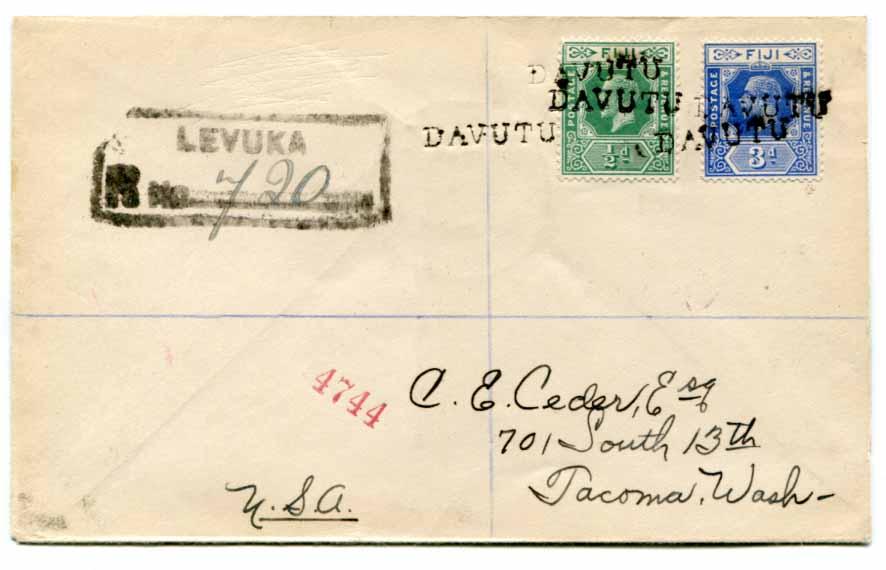 FIJI
FIJI
DAVUTU
DAVUTU
DAVUTU
DAVUTU
DAVUTU
POSTAGE & REVENUE
½d
3d
LEVUKA
R No. 720
4744
C. E. Ceder, Esq
701 South 13th
Tacoma, Wash-
U.S.A.